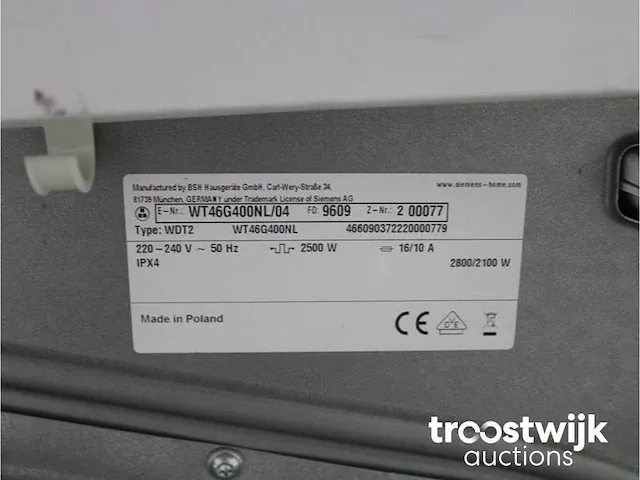 Manufactured by BSH Hausgeräte GmbH, Carl-Wery-Straße 34,
81739 München, GERMANY under Trademark License of Siemens AG
www.siemens-home.com
E-Nr.: WT46G400NL/04 FD: 9609 Z-Nr.: 2 00077
Type: WDT2 WT46G400NL 466090372220000779
220-240 V ~ 50 Hz 2500 W 16/10 A
IPX4 2800/2100 W
Made in Poland
CE
DVE
troostwijk
auctions